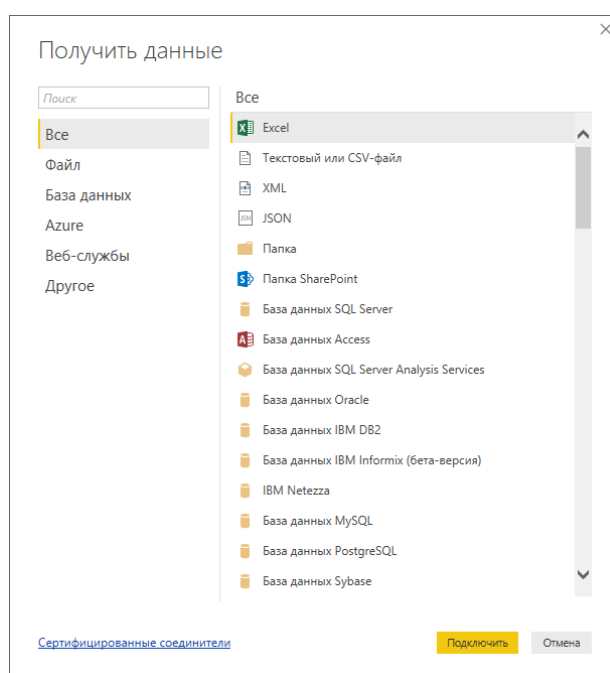 Получить данные
Поиск
Все
Файл
База данных
Azure
Веб-службы
Другое
Все
Excel
Текстовый или CSV-файл
XML
JSON
Папка
Папка SharePoint
База данных SQL Server
База данных Access
База данных SQL Server Analysis Services
База данных Oracle
База данных IBM DB2
База данных IBM Informix (бета-версия)
IBM Netezza
База данных MySQL
База данных PostgreSQL
База данных Sybase
Сертифицированные соединители
Подключить
Отмена